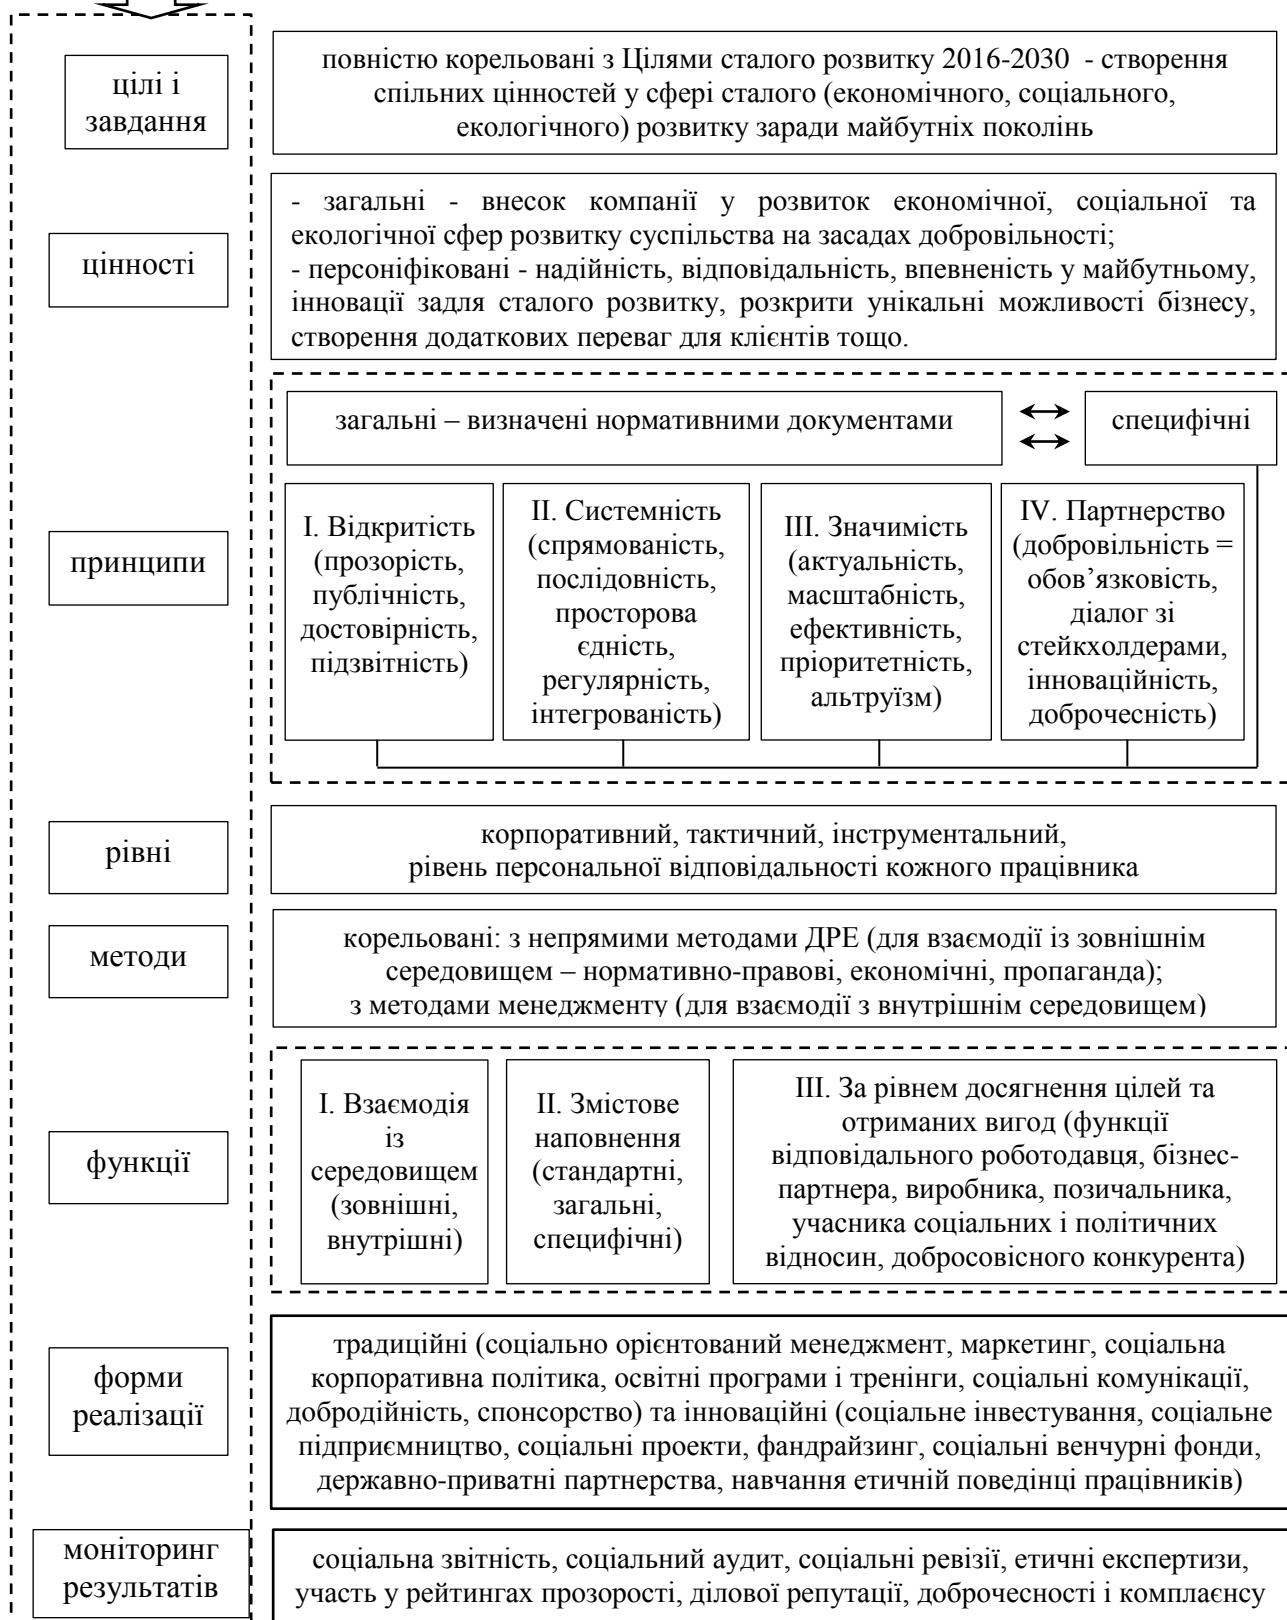 цілі і
завдання
повністю корельовані з Цілями сталого розвитку 2016-2030 - створення
спільних цінностей у сфері сталого (економічного, соціального,
екологічного) розвитку заради майбутніх поколінь
цінності
- загальні - внесок компанії у розвиток економічної, соціальної та
екологічної сфер розвитку суспільства на засадах добровільності;
- персоніфіковані - надійність, відповідальність, впевненість у майбутньому,
інновації задля сталого розвитку, розкрити унікальні можливості бізнесу,
створення додаткових переваг для клієнтів тощо.
принципи
загальні – визначені нормативними документами
специфічні
I. Відкритість
(прозорість,
публічність,
достовірність,
підзвітність)
II. Системність
(спрямованість,
послідовність,
просторова
єдність,
регулярність,
інтегрованість)
III. Значимість
(актуальність,
масштабність,
ефективність,
пріоритетність,
альтруїзм)
IV. Партнерство
(добровільність =
обов’язковість,
діалог зі
стейкхолдерами,
інноваційність,
доброчесність)
рівні
корпоративний, тактичний, інструментальний,
рівень персональної відповідальності кожного працівника
методи
корельовані: з непрямими методами ДРЕ (для взаємодії із зовнішнім
середовищем – нормативно-правові, економічні, пропаганда);
з методами менеджменту (для взаємодії з внутрішнім середовищем)
функції
I. Взаємодія
із
середовищем
(зовнішні,
внутрішні)
II. Змістове
наповнення
(стандартні,
загальні,
специфічні)
III. За рівнем досягнення цілей та
отриманих вигод (функції
відповідального роботодавця, бізнес-
партнера, виробника, позичальника,
учасника соціальних і політичних
відносин, добросовісного конкурента)
форми
реалізації
традиційні (соціально орієнтований менеджмент, маркетинг, соціальна
корпоративна політика, освітні програми і тренінги, соціальні комунікації,
добродійність, спонсорство) та інноваційні (соціальне інвестування, соціальне
підприємництво, соціальні проекти, фандрайзинг, соціальні венчурні фонди,
державно-приватні партнерства, навчання етичній поведінці працівників)
моніторинг
результатів
соціальна звітність, соціальний аудит, соціальні ревізії, етичні експертизи,
участь у рейтингах прозорості, ділової репутації, доброчесності і комплаєнсу